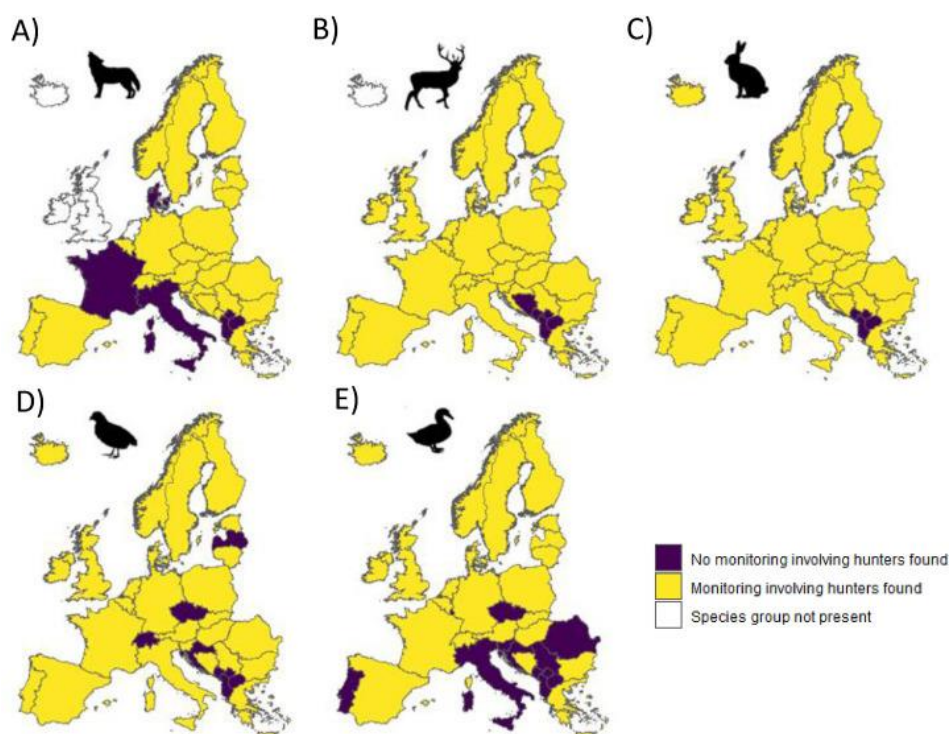 A)
B)
C)
D)
E)
No monitoring involving hunters found
Monitoring involving hunters found
Species group not present